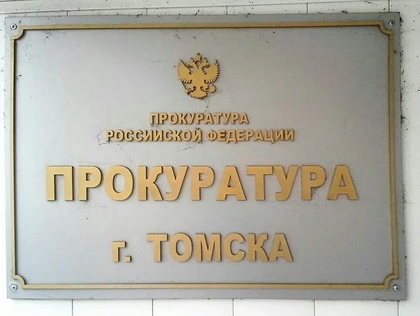 ПРОКУРАТУРА
РОССИЙСКОЙ ФЕДЕРАЦИИ
ПРОКУРАТУРА
г. ТОМСКА